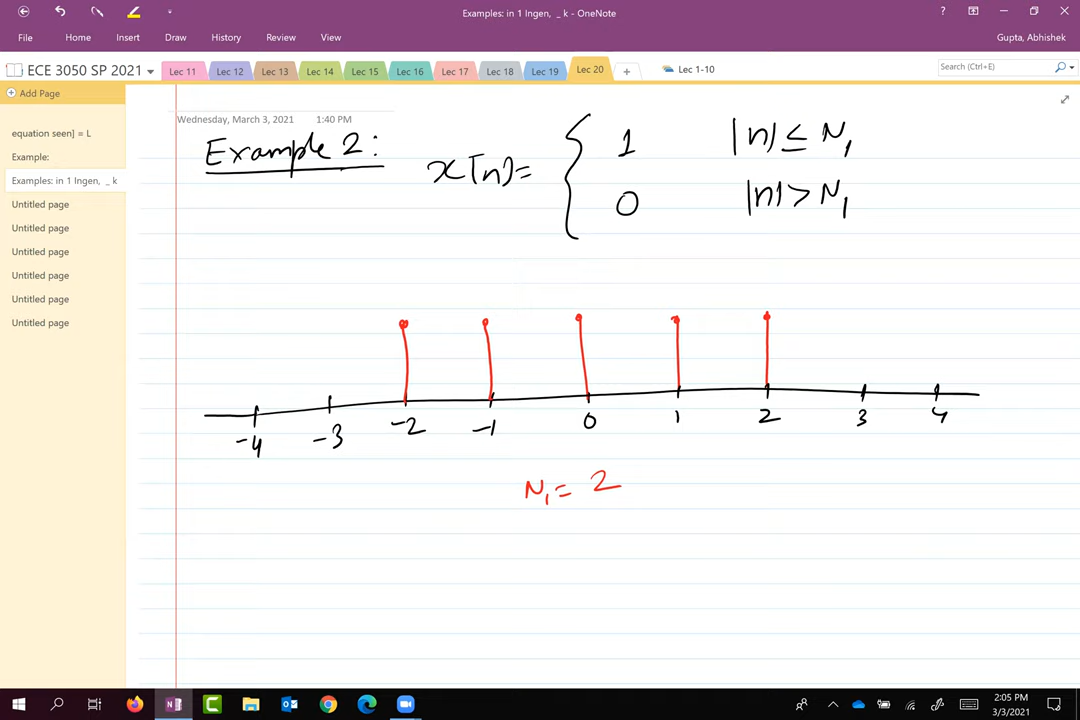 Examples: in 1 Ingen, _ k - OneNote
?
File Home Insert Draw History Review View
Gupta, Abhishek
ECE 3050 SP 2021
Lec 11 Lec 12 Lec 13 Lec 14 Lec 15 Lec 16 Lec 17 Lec 18 Lec 19 Lec 20 + Lec 1-10
Search (Ctrl+E)
Add Page
equation seen] = L
Example:
Examples: in 1 Ingen, _ k
Untitled page
Untitled page
Untitled page
Untitled page
Untitled page
Untitled page
Wednesday, March 3, 2021 1:40 PM
Example 2:
x[n] = { 1 |n| ≤ N₁
0 |n| > N₁
-4 -3 -2 -1 0 1 2 3 4
N₁ = 2
2:05 PM
3/3/2021